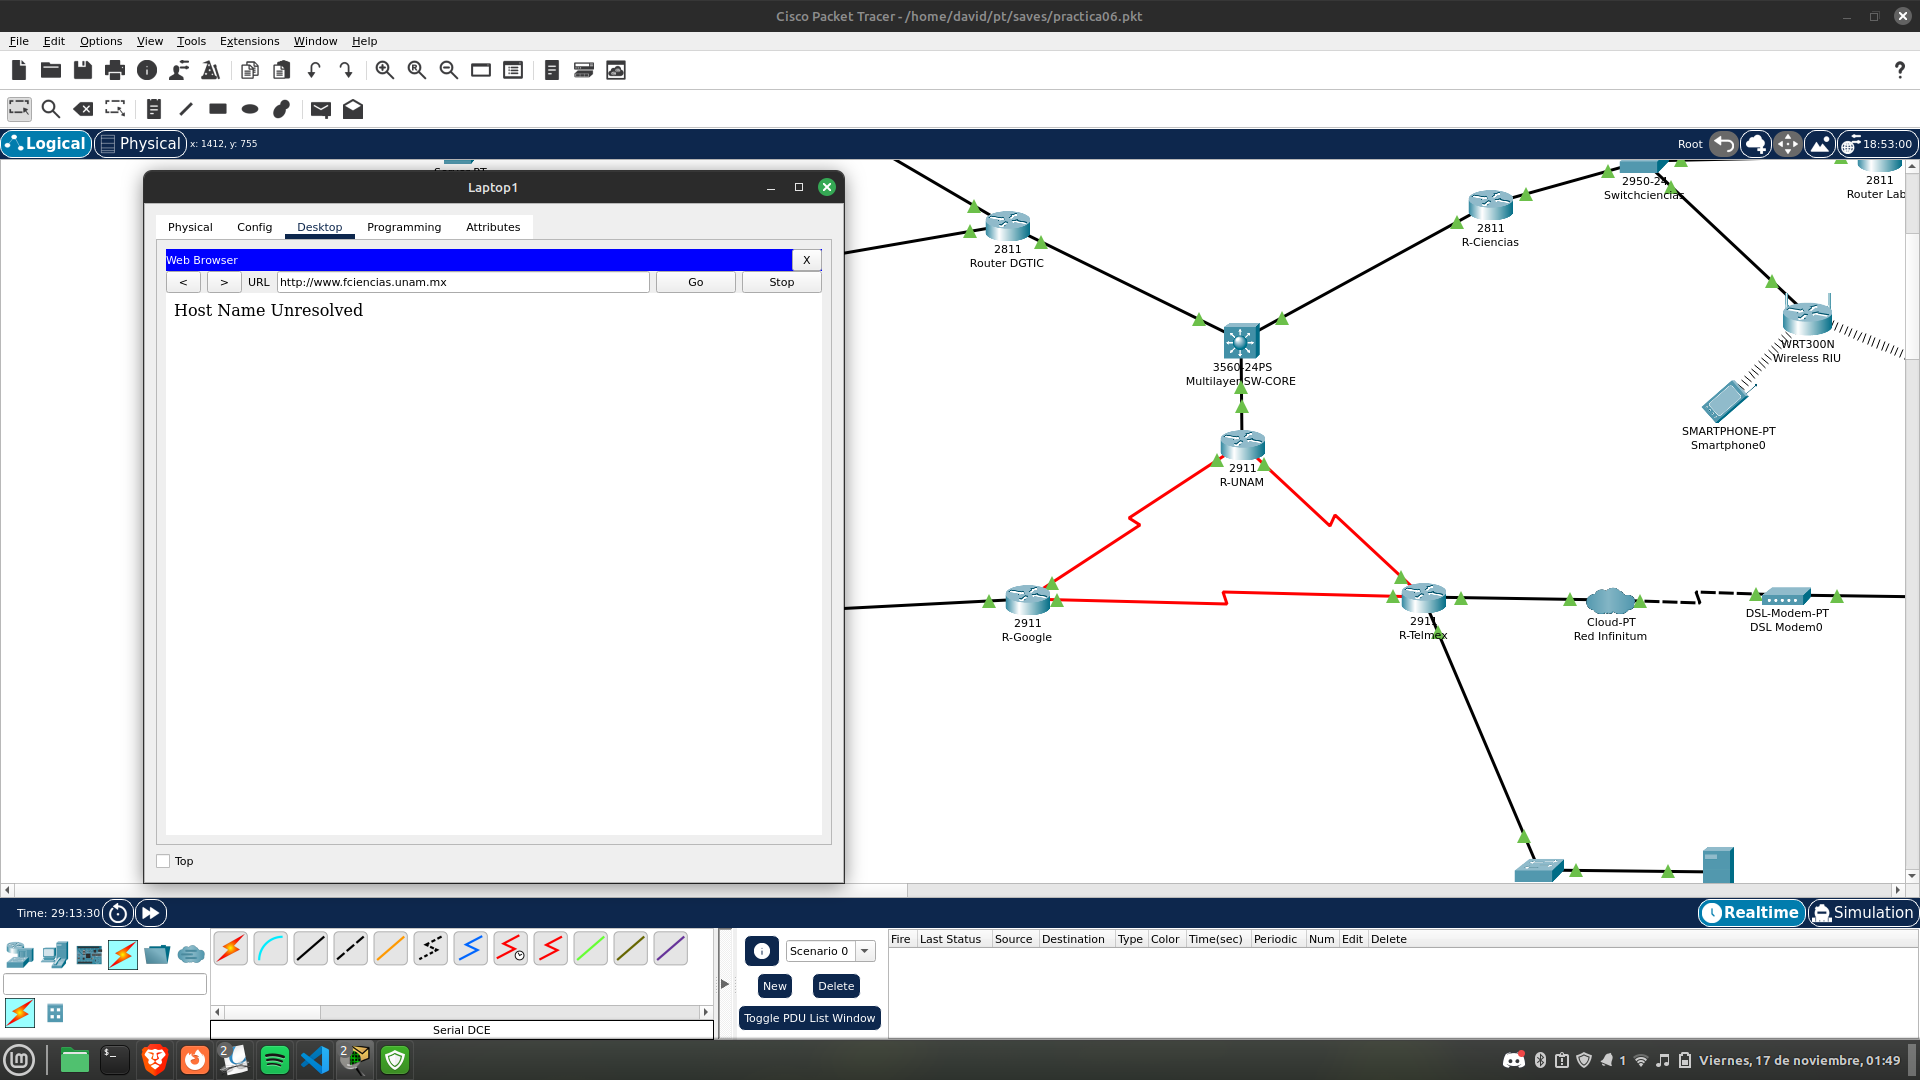 Cisco Packet Tracer - /home/david/pt/saves/practica06.pkt
File Edit Options View Tools Extensions Window Help
?
Logical Physical x: 1412, y: 755 Root 18:53:00
Laptop1
Physical Config Desktop Programming Attributes
Web Browser X
< > URL http://www.fciencias.unam.mx Go Stop
Host Name Unresolved
Top
2811
Router DGTIC
2811
R-Ciencias
2950-24
Switchciencias
2811
Router Lab
3560-24PS
Multilayer SW-CORE
WRT300N
Wireless RIU
SMARTPHONE-PT
Smartphone0
2911
R-UNAM
2911
R-Google
2911
R-Telmex
Cloud-PT
Red Infinitum
DSL-Modem-PT
DSL Modem0
Time: 29:13:30 Realtime Simulation
Scenario 0
New Delete
Toggle PDU List Window
Fire Last Status Source Destination Type Color Time(sec) Periodic Num Edit Delete
Serial DCE
2 2 1 Viernes, 17 de noviembre, 01:49